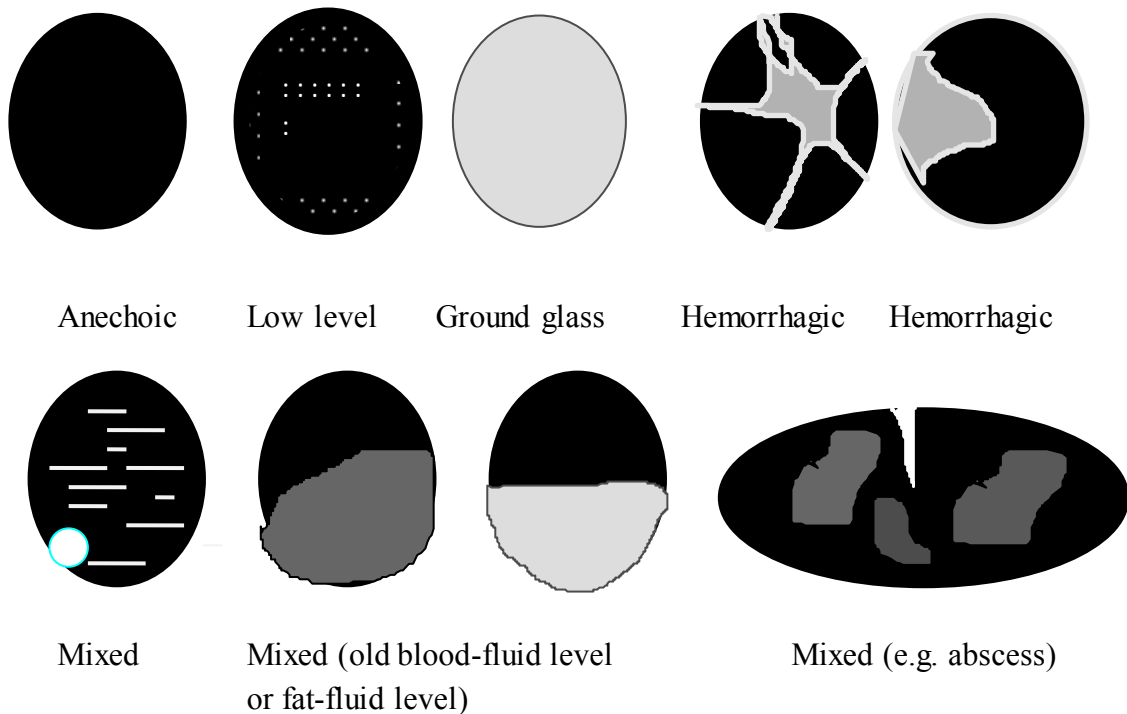 Anechoic
Low level
Ground glass
Hemorrhagic
Hemorrhagic
Mixed
Mixed (old blood-fluid level
or fat-fluid level)
Mixed (e.g. abscess)